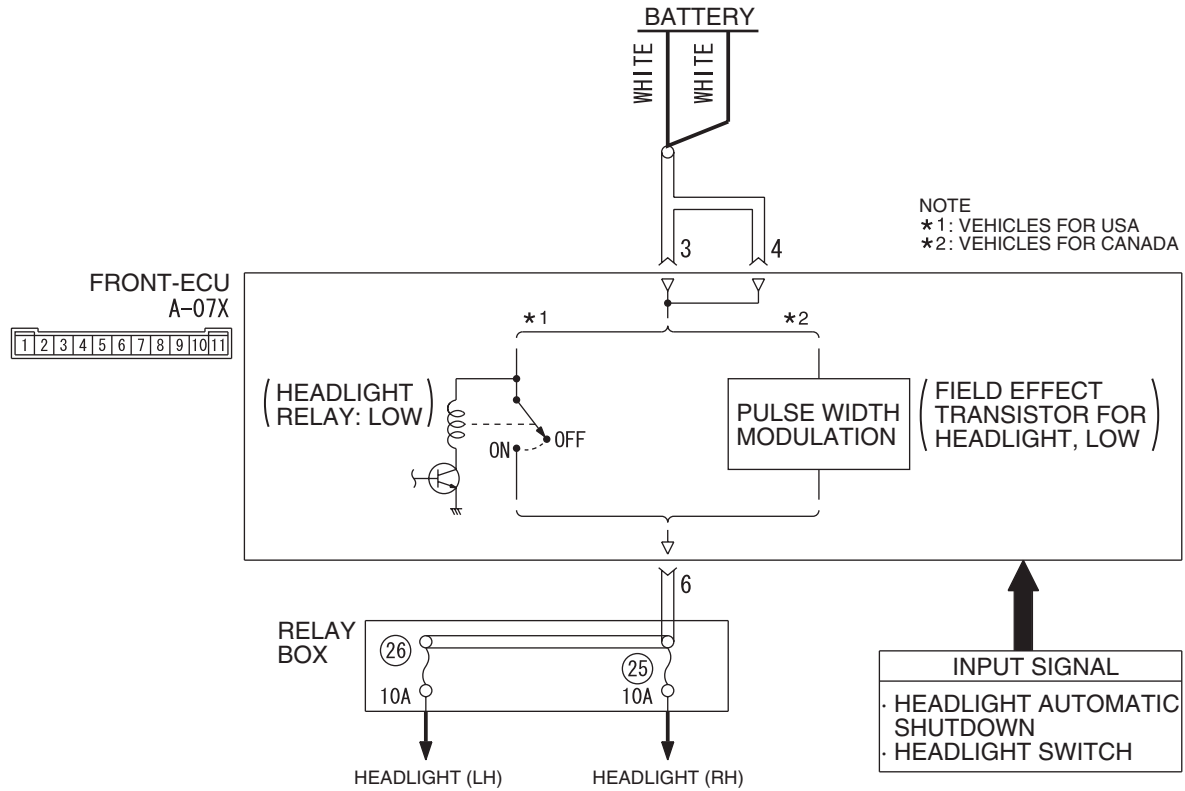 BATTERY
WHITE
WHITE
NOTE
*1: VEHICLES FOR USA
*2: VEHICLES FOR CANADA
3
4
FRONT-ECU
A-07X
1 2 3 4 5 6 7 8 9 10 11
*1
*2
(HEADLIGHT
RELAY: LOW)
ON
OFF
PULSE WIDTH
MODULATION
(FIELD EFFECT
TRANSISTOR FOR
HEADLIGHT, LOW)
6
RELAY
BOX
26
10A
25
10A
HEADLIGHT (LH)
HEADLIGHT (RH)
INPUT SIGNAL
· HEADLIGHT AUTOMATIC
SHUTDOWN
· HEADLIGHT SWITCH